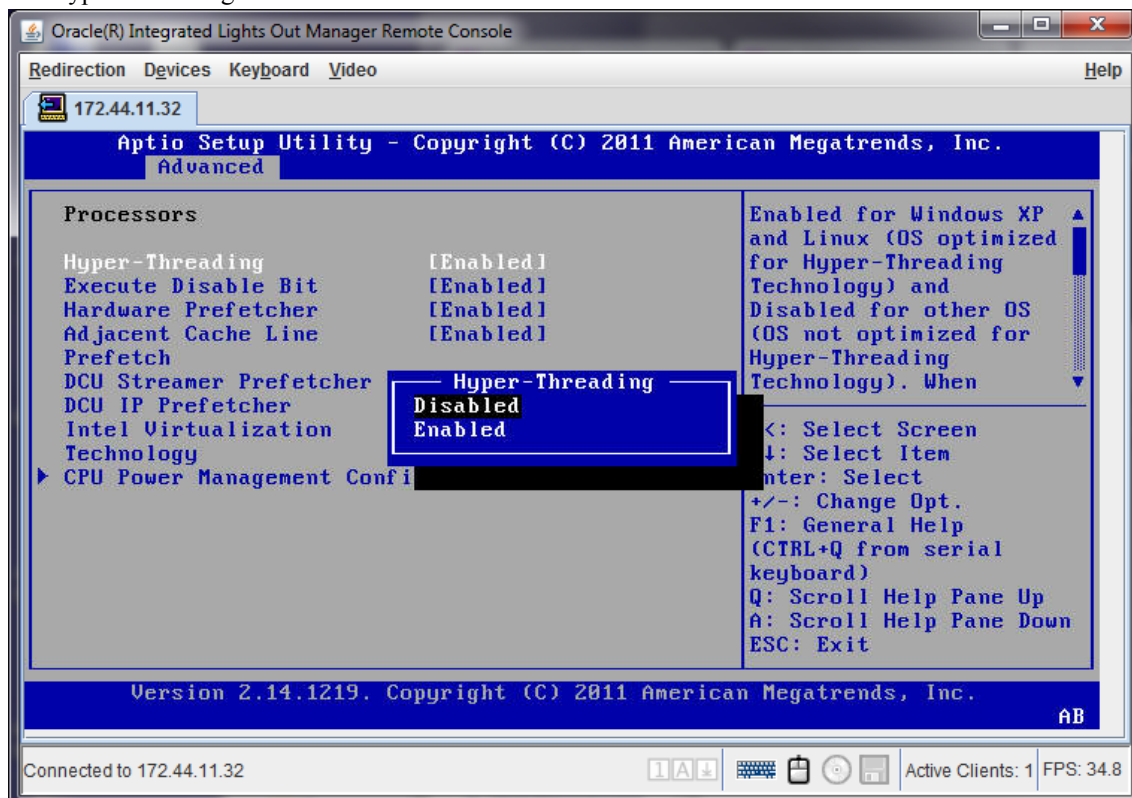 Oracle(R) Integrated Lights Out Manager Remote Console
Redirection Devices Keyboard Video Help
172.44.11.32
Aptio Setup Utility - Copyright (C) 2011 American Megatrends, Inc.
Advanced
Processors
Hyper-Threading [Enabled]
Execute Disable Bit [Enabled]
Hardware Prefetcher [Enabled]
Adjacent Cache Line [Enabled]
Prefetch
DCU Streamer Prefetcher
DCU IP Prefetcher
Intel Virtualization
Technology
CPU Power Management Confi
Hyper-Threading
Disabled
Enabled
Enabled for Windows XP
and Linux (OS optimized
for Hyper-Threading
Technology) and
Disabled for other OS
(OS not optimized for
Hyper-Threading
Technology). When
<: Select Screen
↓: Select Item
nter: Select
+/-: Change Opt.
F1: General Help
(CTRL+Q from serial
keyboard)
Q: Scroll Help Pane Up
A: Scroll Help Pane Down
ESC: Exit
Version 2.14.1219. Copyright (C) 2011 American Megatrends, Inc.
AB
Connected to 172.44.11.32 1 A Active Clients: 1 FPS: 34.8